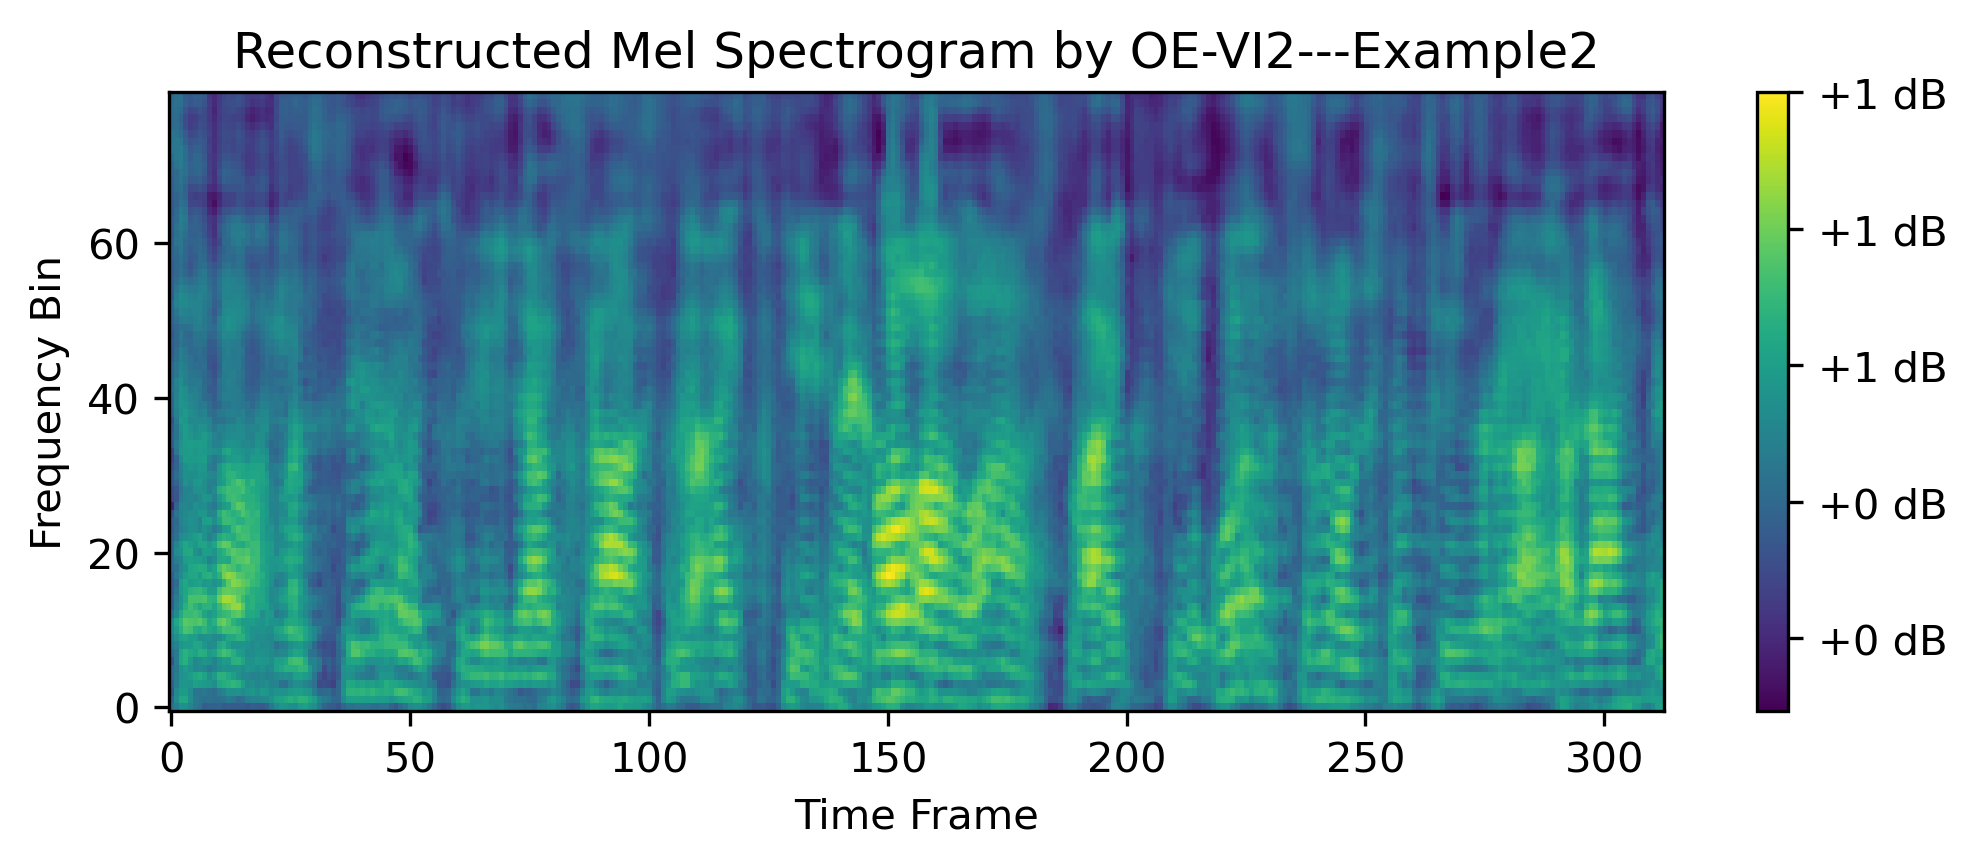 Reconstructed Mel Spectrogram by OE-VI2---Example2
+1 dB
+1 dB
+1 dB
+0 dB
+0 dB
Frequency Bin
60
40
20
0
0 50 100 150 200 250 300
Time Frame